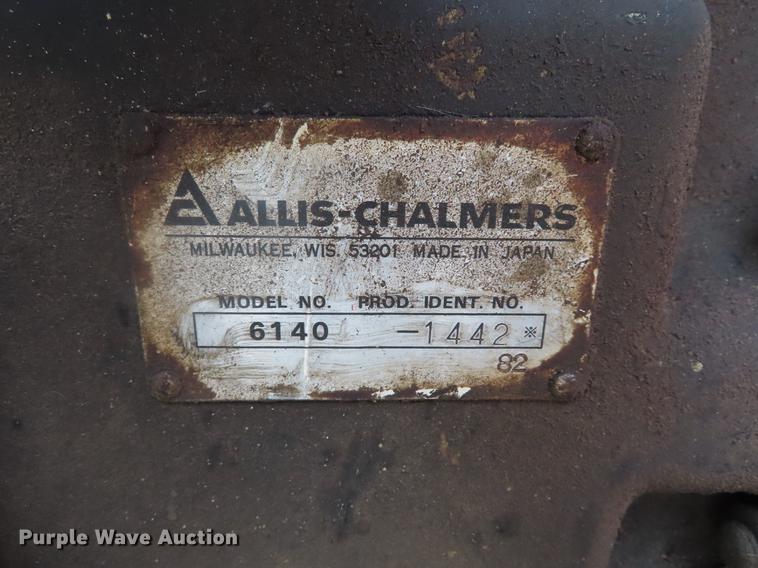 ALLIS-CHALMERS
MILWAUKEE, WIS. 53201 MADE IN JAPAN
MODEL NO. PROD. IDENT. NO.
6140 -1442※
82
Purple Wave Auction